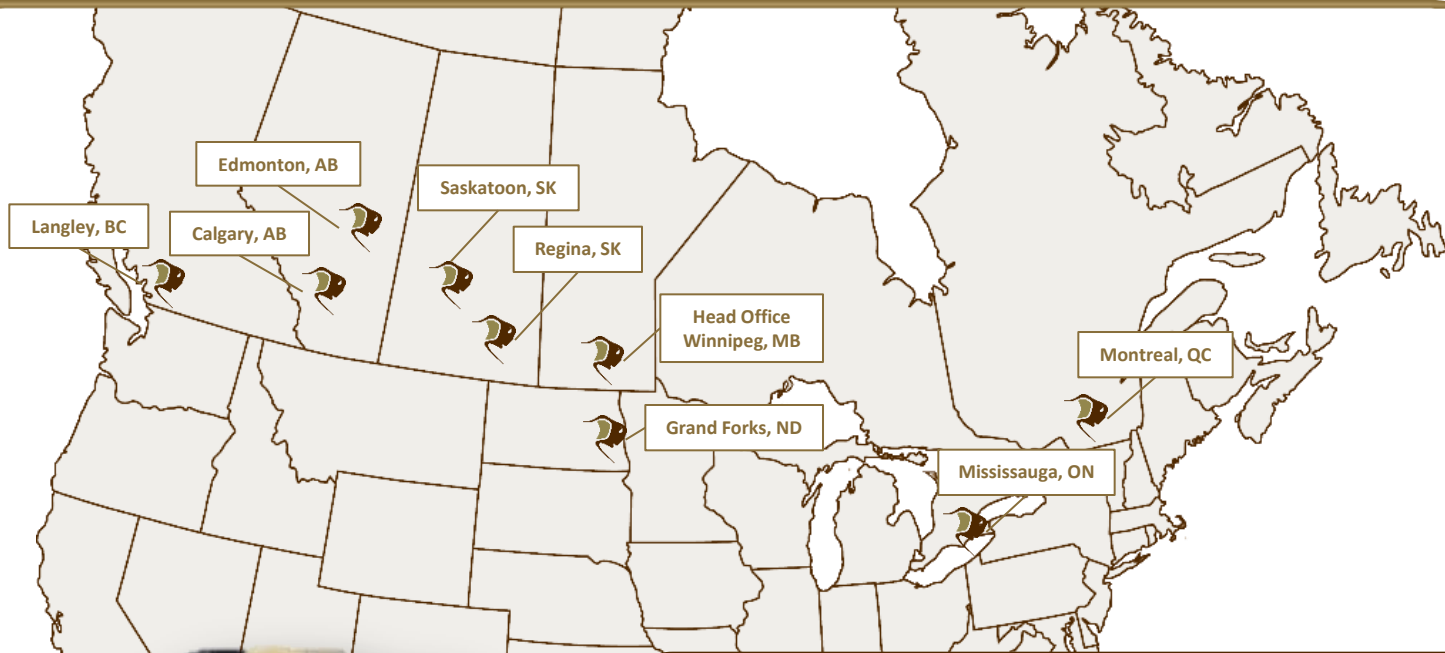 Edmonton, AB
Saskatoon, SK
Langley, BC
Calgary, AB
Regina, SK
Head Office
Winnipeg, MB
Montreal, QC
Grand Forks, ND
Mississauga, ON